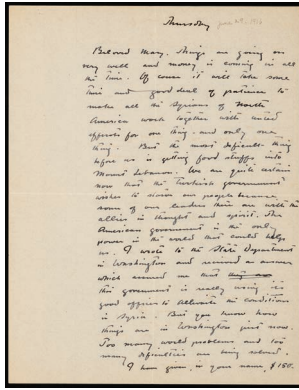 Thursday June 29, 1916
Beloved Mary. Things are going on
very well and money is coming in all
the time. Of course it will take some
time and good deal of patience to
make all the Syrians of North
America work together with united
efforts for one thing and only one
thing. But the most difficult thing
before us is getting food stuffs into
Mount Lebanon. We are quite certain
now that the Turkish government
wishes to starve our people because
some of our leaders there are with the
allies in thought and spirit. The
American government is the only
power in the world that could help
us. I wrote to the State Department
in Washington and received an answer
which assured me that
this government is really using its
good offices to alleviate the conditions
in Syria. But you know how
things are in Washington just now.
Too many world problems and too
many difficulties are being solved.
I have given, in your name, $150.